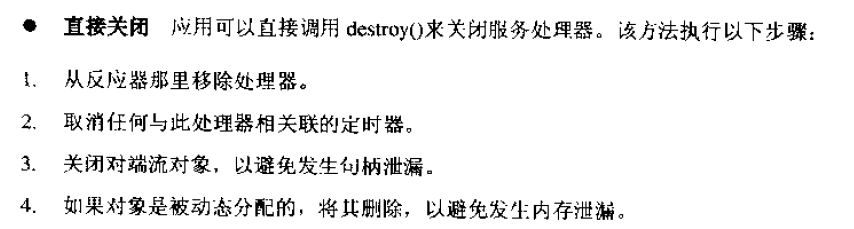 ● 直接关闭 应用可以直接调用 destroy()来关闭服务处理器。该方法执行以下步骤：
1. 从反应器那里移除处理器。
2. 取消任何与此处理器相关联的定时器。
3. 关闭对端流对象，以避免发生句柄泄漏。
4. 如果对象是被动态分配的，将其删除，以避免发生内存泄漏。